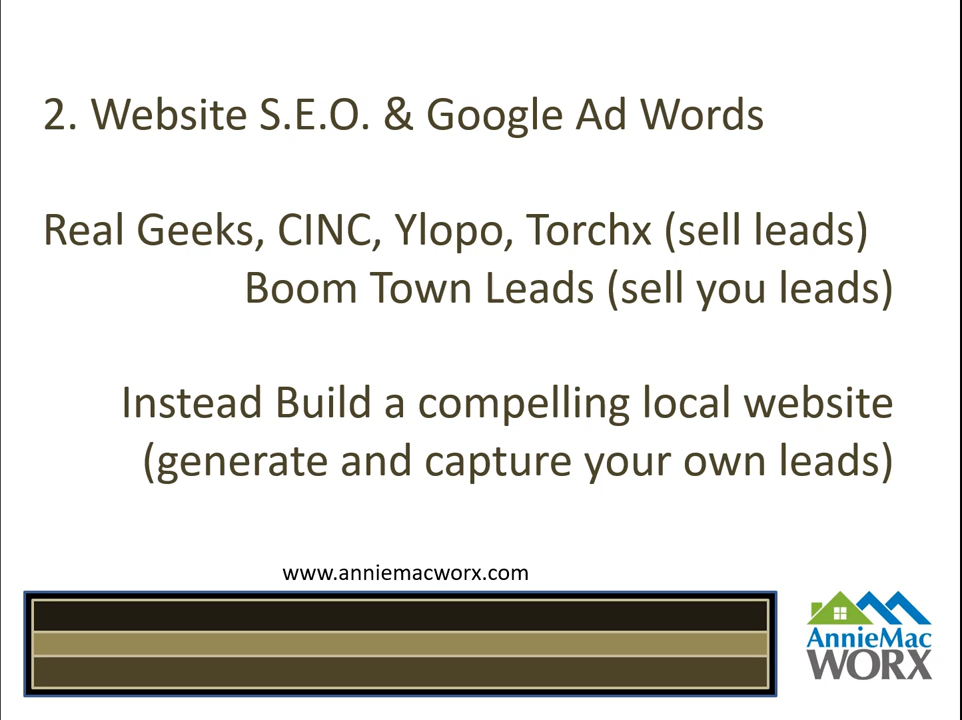 2. Website S.E.O. & Google Ad Words
Real Geeks, CINC, Ylopo, Torchx (sell leads)
Boom Town Leads (sell you leads)
Instead Build a compelling local website
(generate and capture your own leads)
www.anniemacworx.com
AnnieMac
WORX